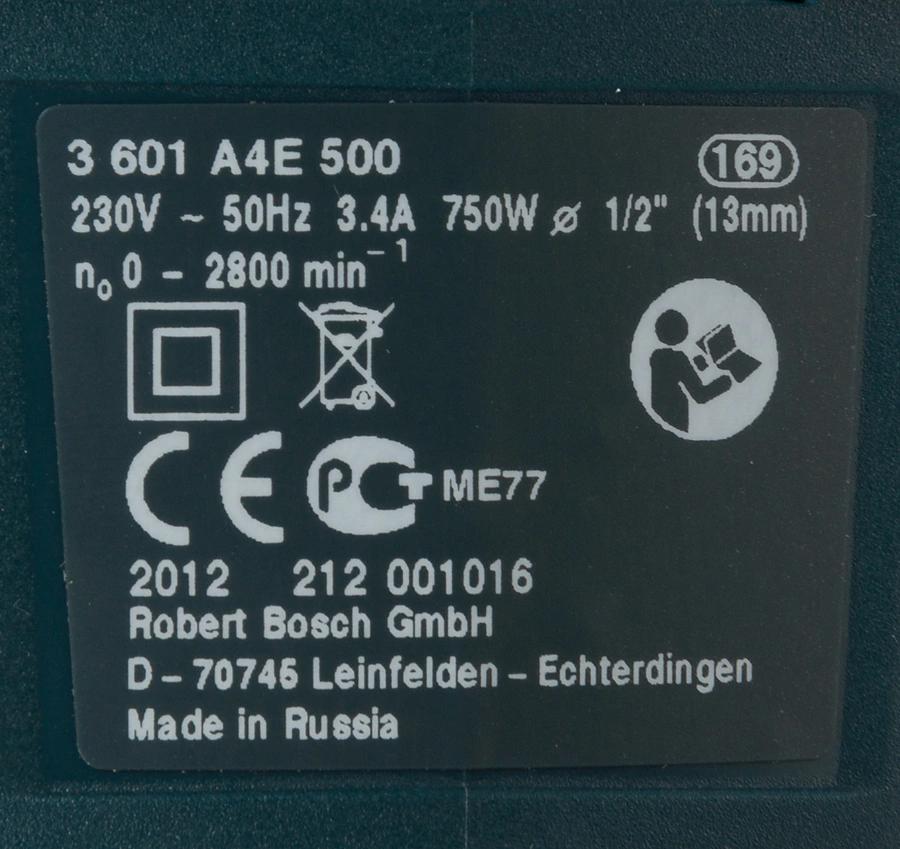 3 601 A4E 500 169
230V ~ 50Hz 3.4A 750W ⌀ 1/2" (13mm)
n₀ 0 – 2800 min⁻¹
CE РСТ ME77
2012 212 001016
Robert Bosch GmbH
D – 70745 Leinfelden – Echterdingen
Made in Russia